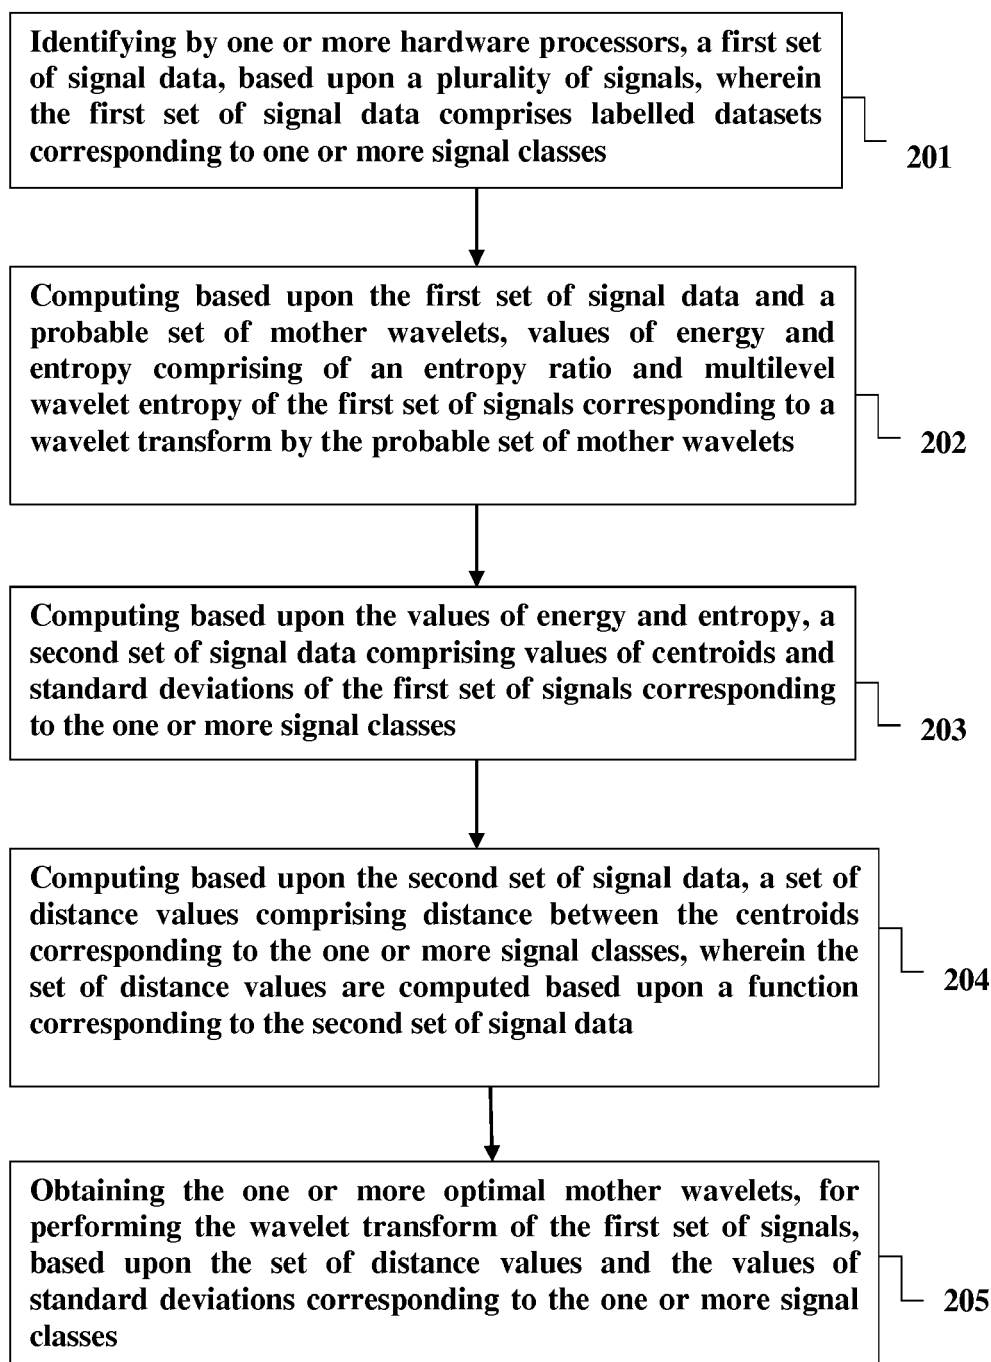 Identifying by one or more hardware processors, a first set
of signal data, based upon a plurality of signals, wherein
the first set of signal data comprises labelled datasets
corresponding to one or more signal classes
201
Computing based upon the first set of signal data and a
probable set of mother wavelets, values of energy and
entropy comprising of an entropy ratio and multilevel
wavelet entropy of the first set of signals corresponding to a
wavelet transform by the probable set of mother wavelets
202
Computing based upon the values of energy and entropy, a
second set of signal data comprising values of centroids and
standard deviations of the first set of signals corresponding
to the one or more signal classes
203
Computing based upon the second set of signal data, a set of
distance values comprising distance between the centroids
corresponding to the one or more signal classes, wherein the
set of distance values are computed based upon a function
corresponding to the second set of signal data
204
Obtaining the one or more optimal mother wavelets, for
performing the wavelet transform of the first set of signals,
based upon the set of distance values and the values of
standard deviations corresponding to the one or more signal
classes
205